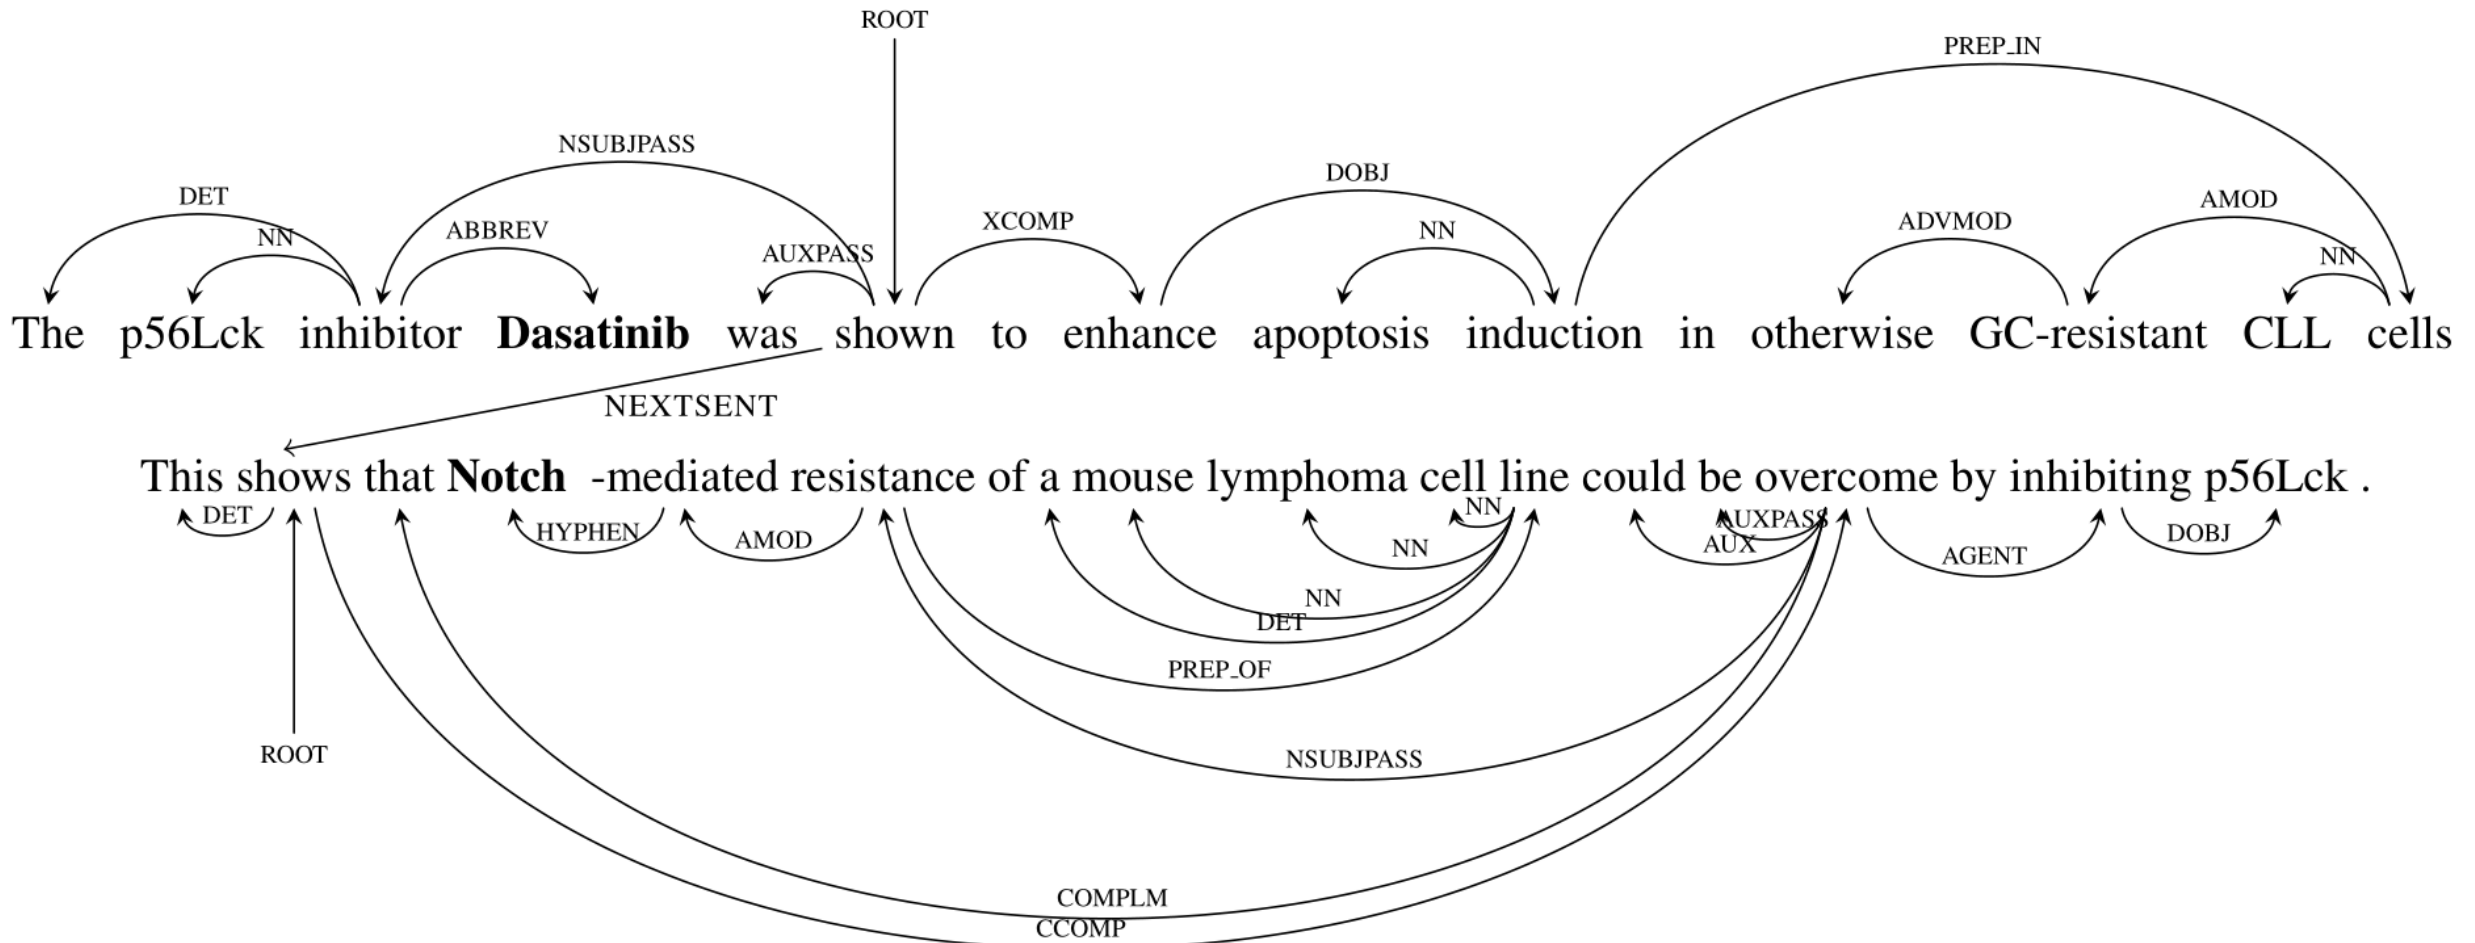 ROOT
PREP_IN
NSUBJPASS
DOBJ
DET
AMOD
XCOMP
ADVMOD
NN
ABBREV
NN
AUXPASS
NN
The p56Lck inhibitor Dasatinib was shown to enhance apoptosis induction in otherwise GC-resistant CLL cells
NEXTSENT
This shows that Notch -mediated resistance of a mouse lymphoma cell line could be overcome by inhibiting p56Lck .
NN
DET
AUXPASS
HYPHEN
DOBJ
AMOD
AUX
NN
AGENT
NN
DET
PREP_OF
ROOT
NSUBJPASS
COMPLM
CCOMP